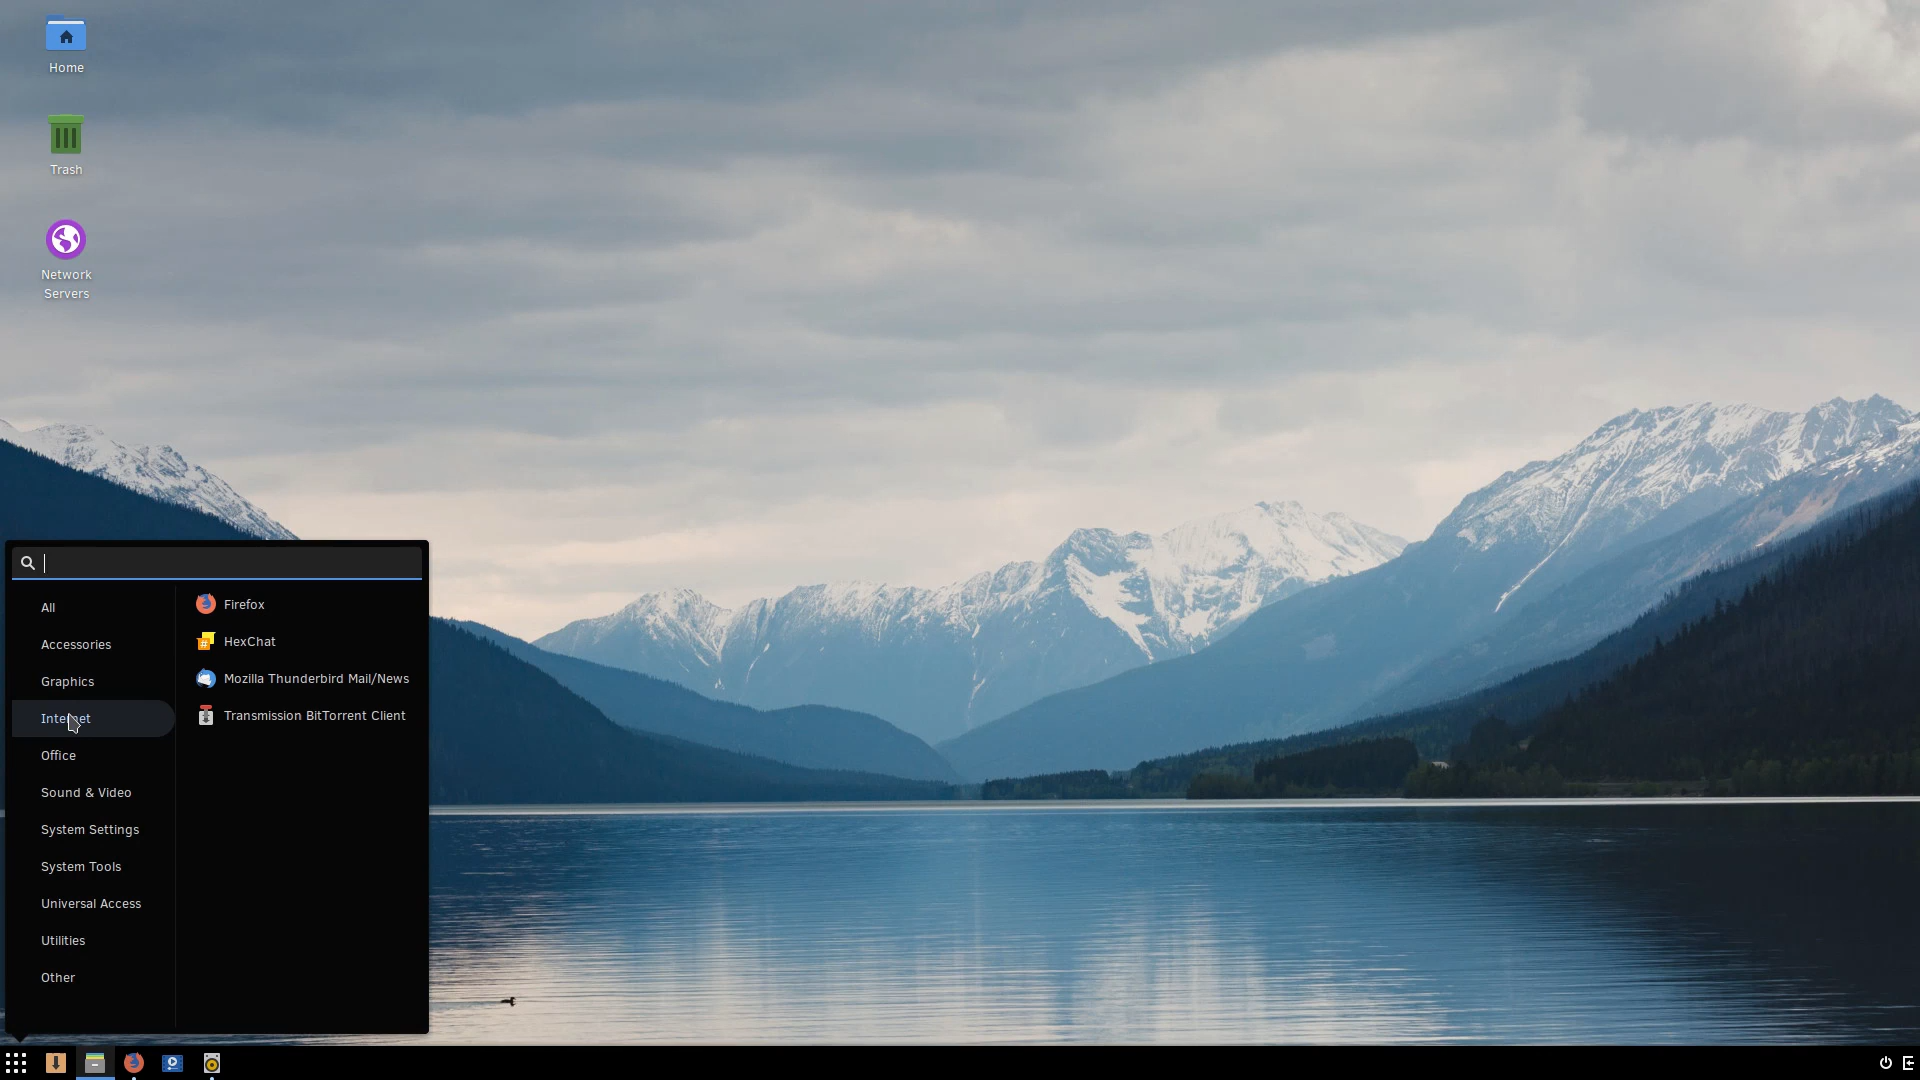 Home
Trash
Network
Servers
All
Accessories
Graphics
Internet
Office
Sound & Video
System Settings
System Tools
Universal Access
Utilities
Other
Firefox
HexChat
Mozilla Thunderbird Mail/News
Transmission BitTorrent Client